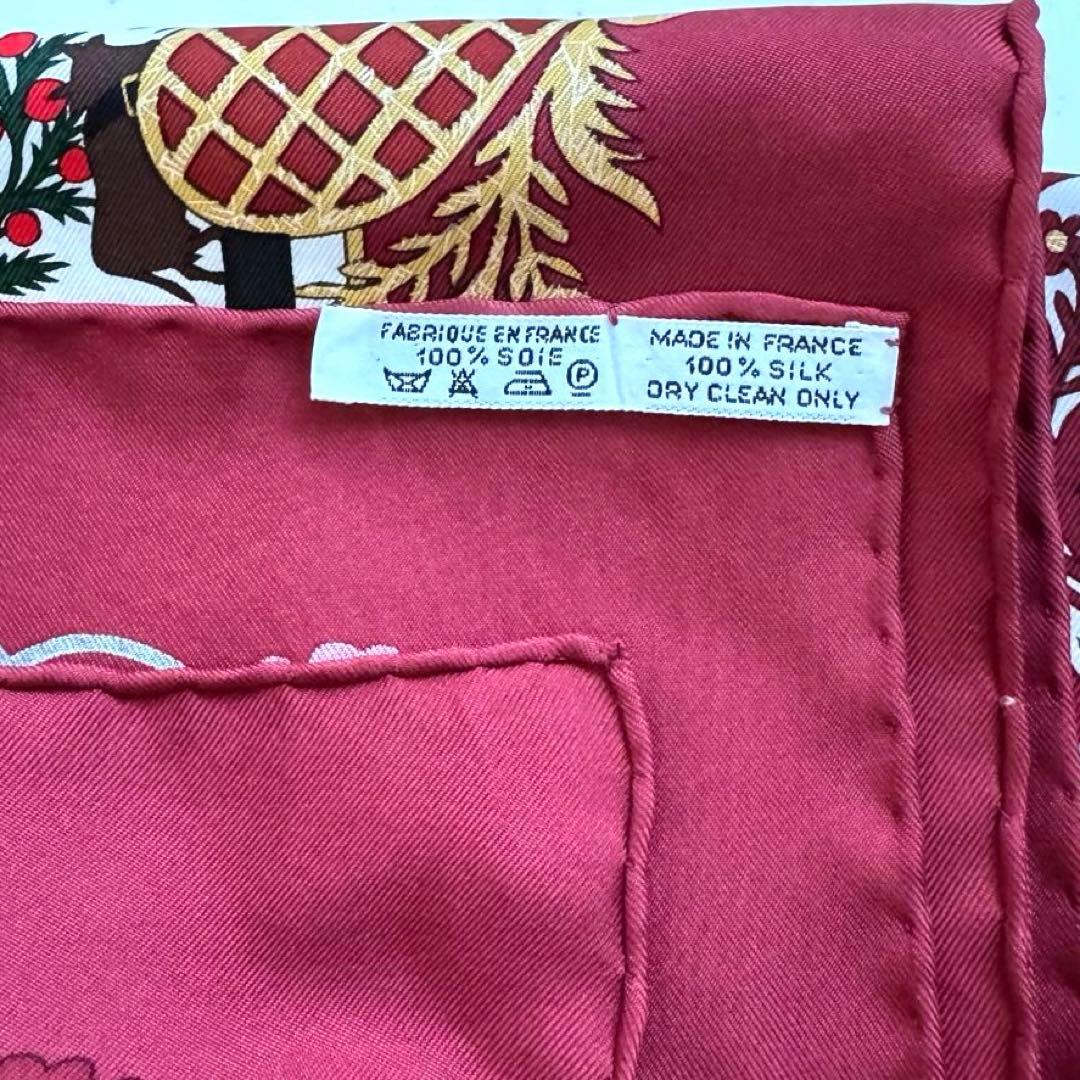 FABRIQUE EN FRANCE
100% SOIE
P
MADE IN FRANCE
100% SILK
DRY CLEAN ONLY